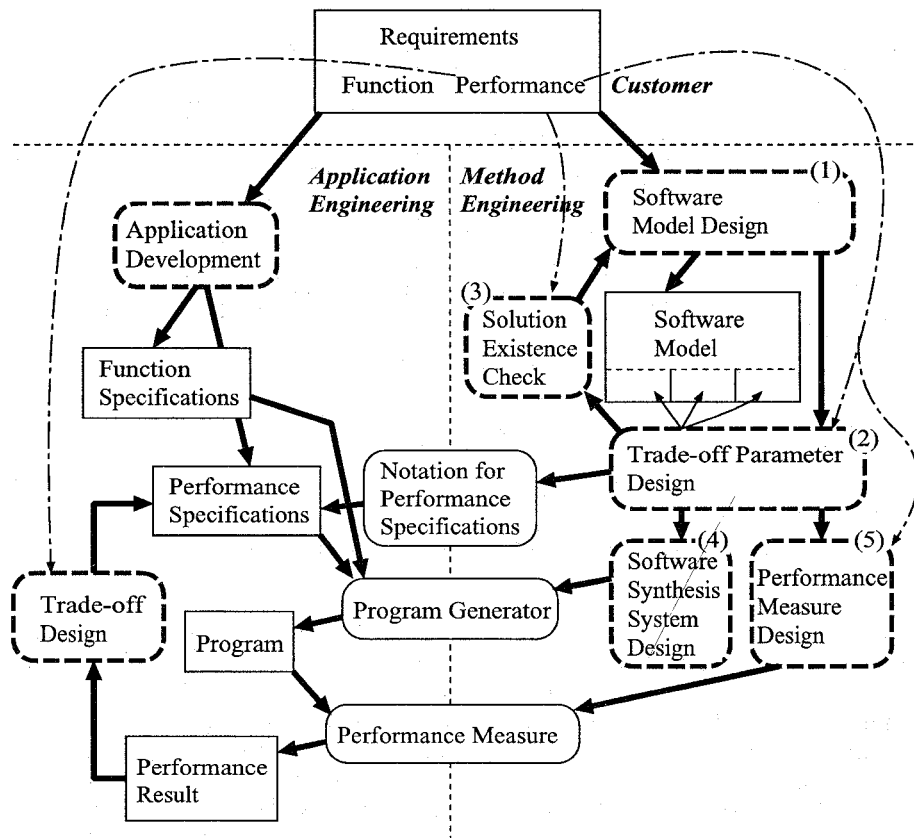 Requirements
Function Performance
Customer
Application
Engineering
Method
Engineering
(1)
Software
Model Design
Application
Development
(3)
Solution
Existence
Check
Software
Model
Function
Specifications
(2)
Trade-off Parameter
Design
Notation for
Performance
Specifications
Performance
Specifications
(4)
Software
Synthesis
System
Design
(5)
Performance
Measure
Design
Trade-off
Design
Program Generator
Program
Performance Measure
Performance
Result